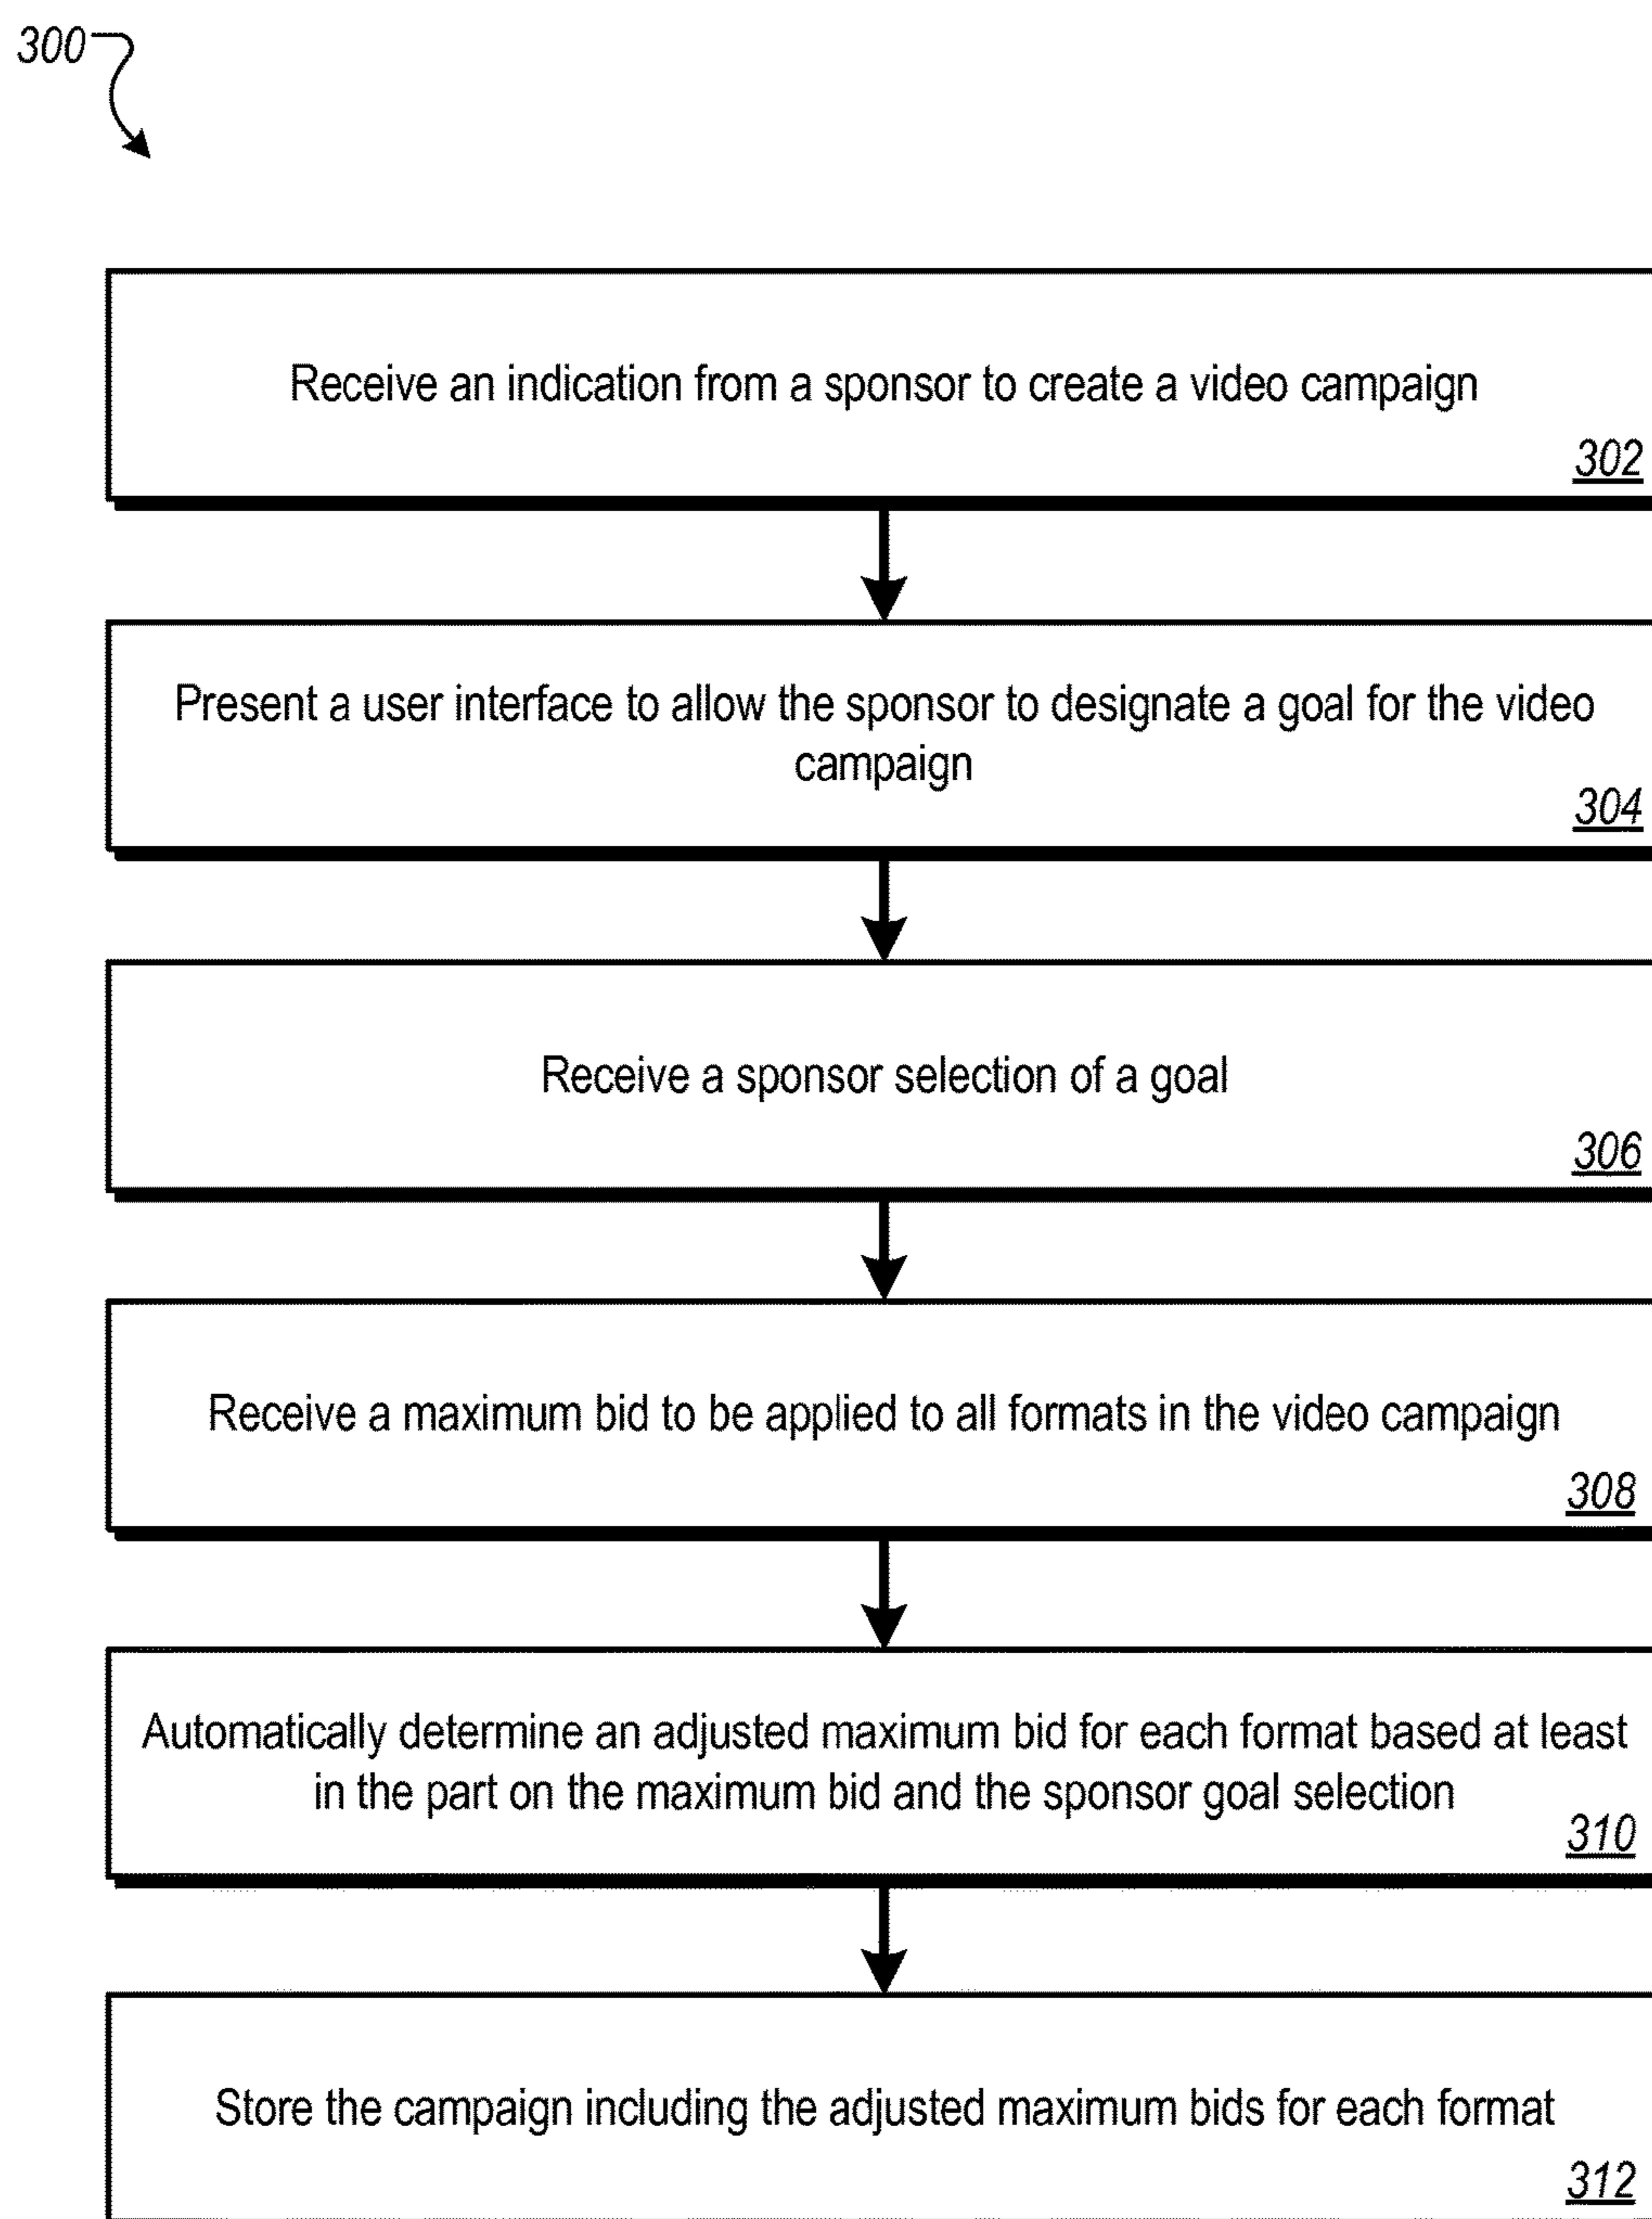 300
Receive an indication from a sponsor to create a video campaign
302
Present a user interface to allow the sponsor to designate a goal for the video
campaign
304
Receive a sponsor selection of a goal
306
Receive a maximum bid to be applied to all formats in the video campaign
308
Automatically determine an adjusted maximum bid for each format based at least
in the part on the maximum bid and the sponsor goal selection
310
Store the campaign including the adjusted maximum bids for each format
312